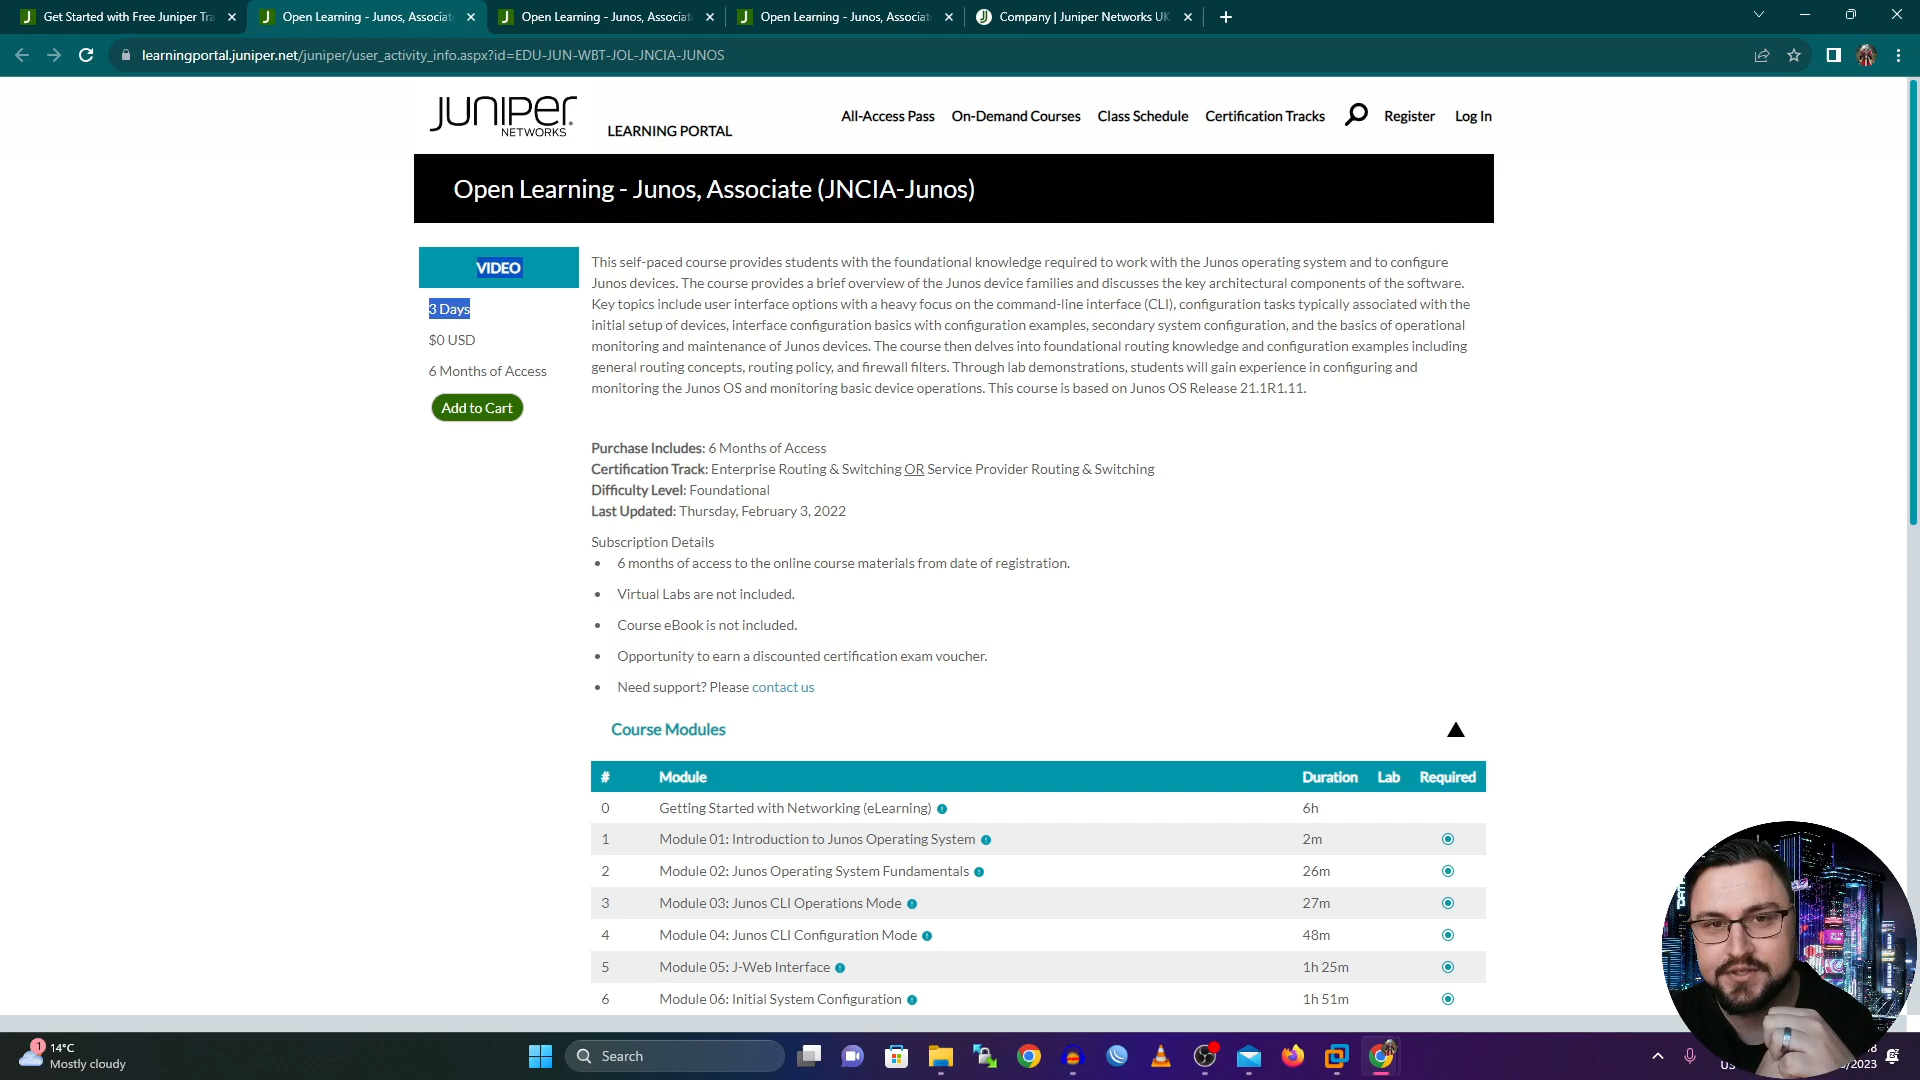 Get Started with Free Juniper Tra
Open Learning - Junos, Associate
Open Learning - Junos, Associate
Open Learning - Junos, Associate
Company | Juniper Networks UK
learningportal.juniper.net/juniper/user_activity_info.aspx?id=EDU-JUN-WBT-JOL-JNCIA-JUNOS
JUNIPEr
NETWORKS
LEARNING PORTAL
All-Access Pass
On-Demand Courses
Class Schedule
Certification Tracks
Register
Log In
Open Learning - Junos, Associate (JNCIA-Junos)
VIDEO
3 Days
$0 USD
6 Months of Access
Add to Cart
This self-paced course provides students with the foundational knowledge required to work with the Junos operating system and to configure
Junos devices. The course provides a brief overview of the Junos device families and discusses the key architectural components of the software.
Key topics include user interface options with a heavy focus on the command-line interface (CLI), configuration tasks typically associated with the
initial setup of devices, interface configuration basics with configuration examples, secondary system configuration, and the basics of operational
monitoring and maintenance of Junos devices. The course then delves into foundational routing knowledge and configuration examples including
general routing concepts, routing policy, and firewall filters. Through lab demonstrations, students will gain experience in configuring and
monitoring the Junos OS and monitoring basic device operations. This course is based on Junos OS Release 21.1R1.11.
Purchase Includes: 6 Months of Access
Certification Track: Enterprise Routing & Switching OR Service Provider Routing & Switching
Difficulty Level: Foundational
Last Updated: Thursday, February 3, 2022
Subscription Details
• 6 months of access to the online course materials from date of registration.
• Virtual Labs are not included.
• Course eBook is not included.
• Opportunity to earn a discounted certification exam voucher.
• Need support? Please contact us
Course Modules
# Module Duration Lab Required
0 Getting Started with Networking (eLearning) 6h
1 Module 01: Introduction to Junos Operating System 2m
2 Module 02: Junos Operating System Fundamentals 26m
3 Module 03: Junos CLI Operations Mode 27m
4 Module 04: Junos CLI Configuration Mode 48m
5 Module 05: J-Web Interface 1h 25m
6 Module 06: Initial System Configuration 1h 51m
1
14°C
Mostly cloudy
Search
US
/2023